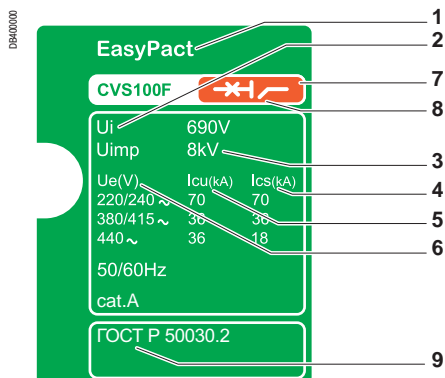 DB400000
EasyPact
1
2
CVS100F
7
8
Ui 690V
Uimp 8kV
3
Ue(V) Icu(kA) Ics(kA)
4
220/240 ~ 70 70
5
380/415 ~ 36 36
440 ~ 36 18
6
50/60Hz
cat.A
ГОСТ P 50030.2
9